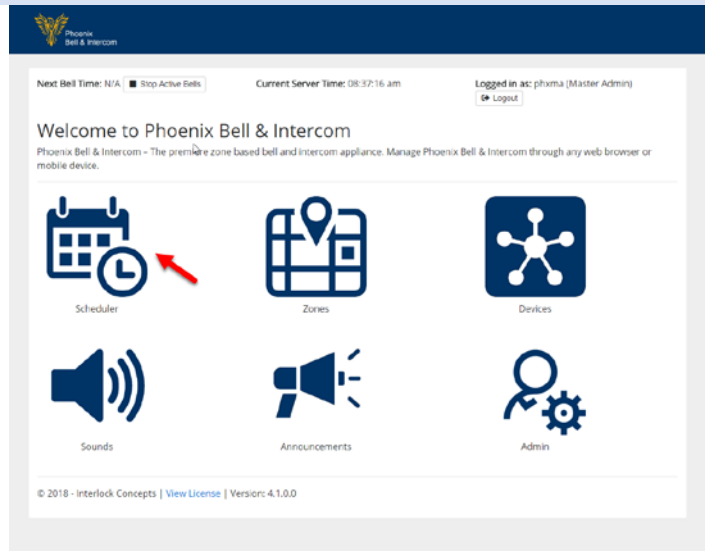 Phoenix
Bell & Intercom
Next Bell Time: N/A Stop Active Bells Current Server Time: 08:37:16 am Logged in as: phxma (Master Admin)
Logout
Welcome to Phoenix Bell & Intercom
Phoenix Bell & Intercom – The premiere zone based bell and intercom appliance. Manage Phoenix Bell & Intercom through any web browser or
mobile device.
Scheduler Zones Devices
Sounds Announcements Admin
© 2018 - Interlock Concepts | View License | Version: 4.1.0.0